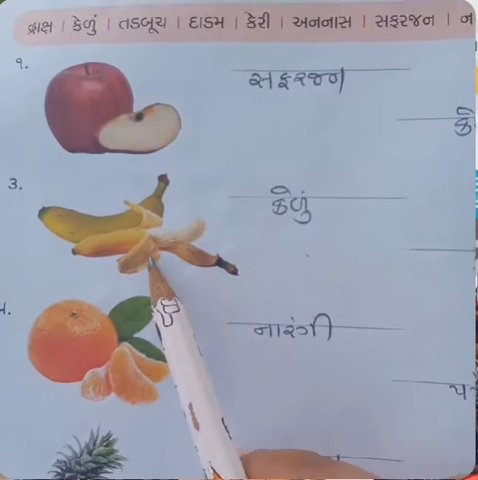 દ્રાક્ષ | કેળું | તડબૂચ | દાડમ | કેરી | અનનાસ | સફરજન | ન
૧.
સફરજન
કે
૩.
કેળું
૫.
નારંગી